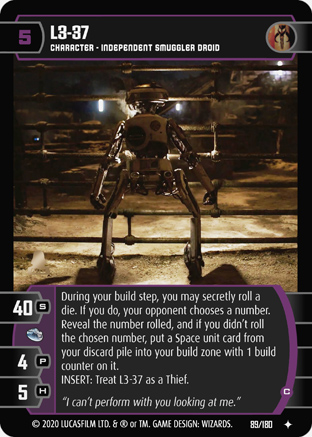 5
L3-37
CHARACTER • INDEPENDENT SMUGGLER DROID
40 S
4 P
5 H
During your build step, you may secretly roll a
die. If you do, your opponent chooses a number.
Reveal the number rolled, and if you didn't roll
the chosen number, put a Space unit card from
your discard pile into your build zone with 1 build
counter on it.
INSERT: Treat L3-37 as a Thief.
“I can't perform with you looking at me.”
C
© 2020 LUCASFILM LTD. & ® or TM. GAME DESIGN: WIZARDS.
89/180